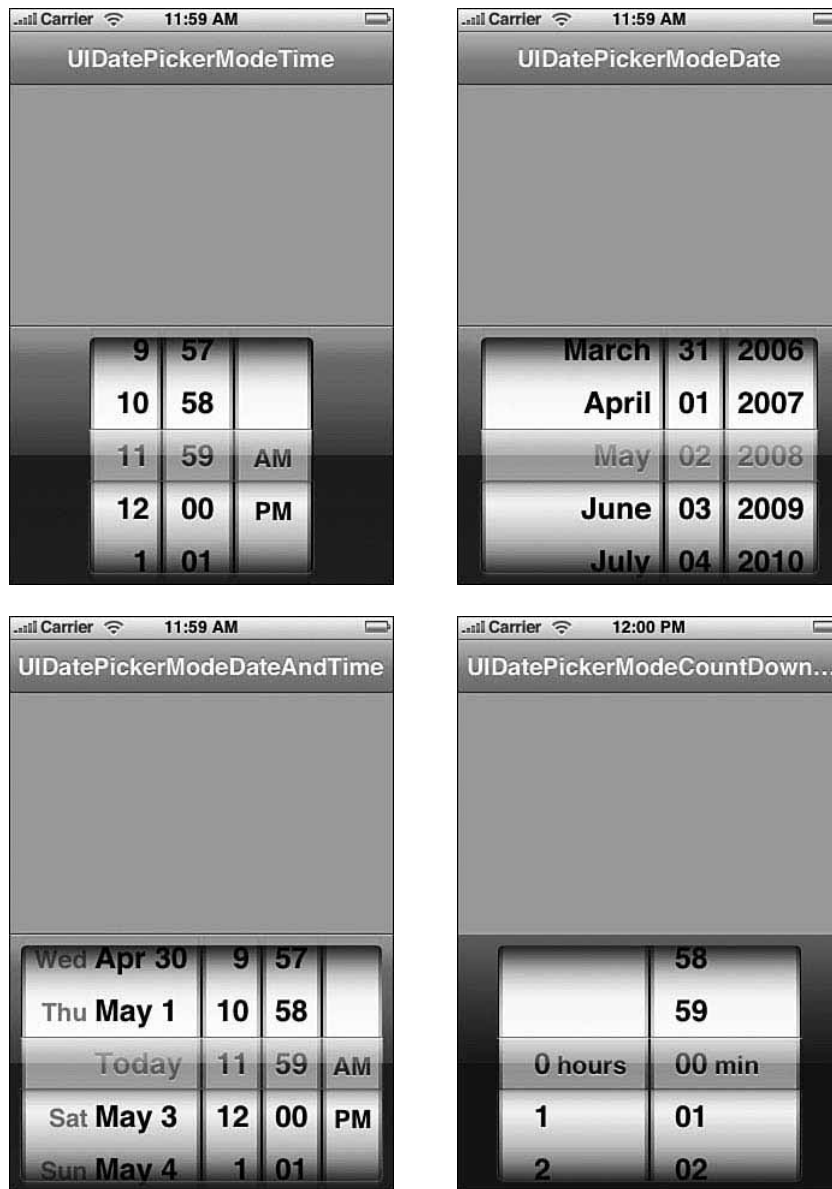 Carrier 11:59 AM
UIDatePickerModeTime
9 57
10 58
11 59 AM
12 00 PM
1 01
Carrier 11:59 AM
UIDatePickerModeDate
March 31 2006
April 01 2007
May 02 2008
June 03 2009
July 04 2010
Carrier 11:59 AM
UIDatePickerModeDateAndTime
Wed Apr 30 9 57
Thu May 1 10 58
Today 11 59 AM
Sat May 3 12 00 PM
Sun May 4 1 01
Carrier 12:00 PM
UIDatePickerModeCountDown...
58
59
0 hours 00 min
1 01
2 02